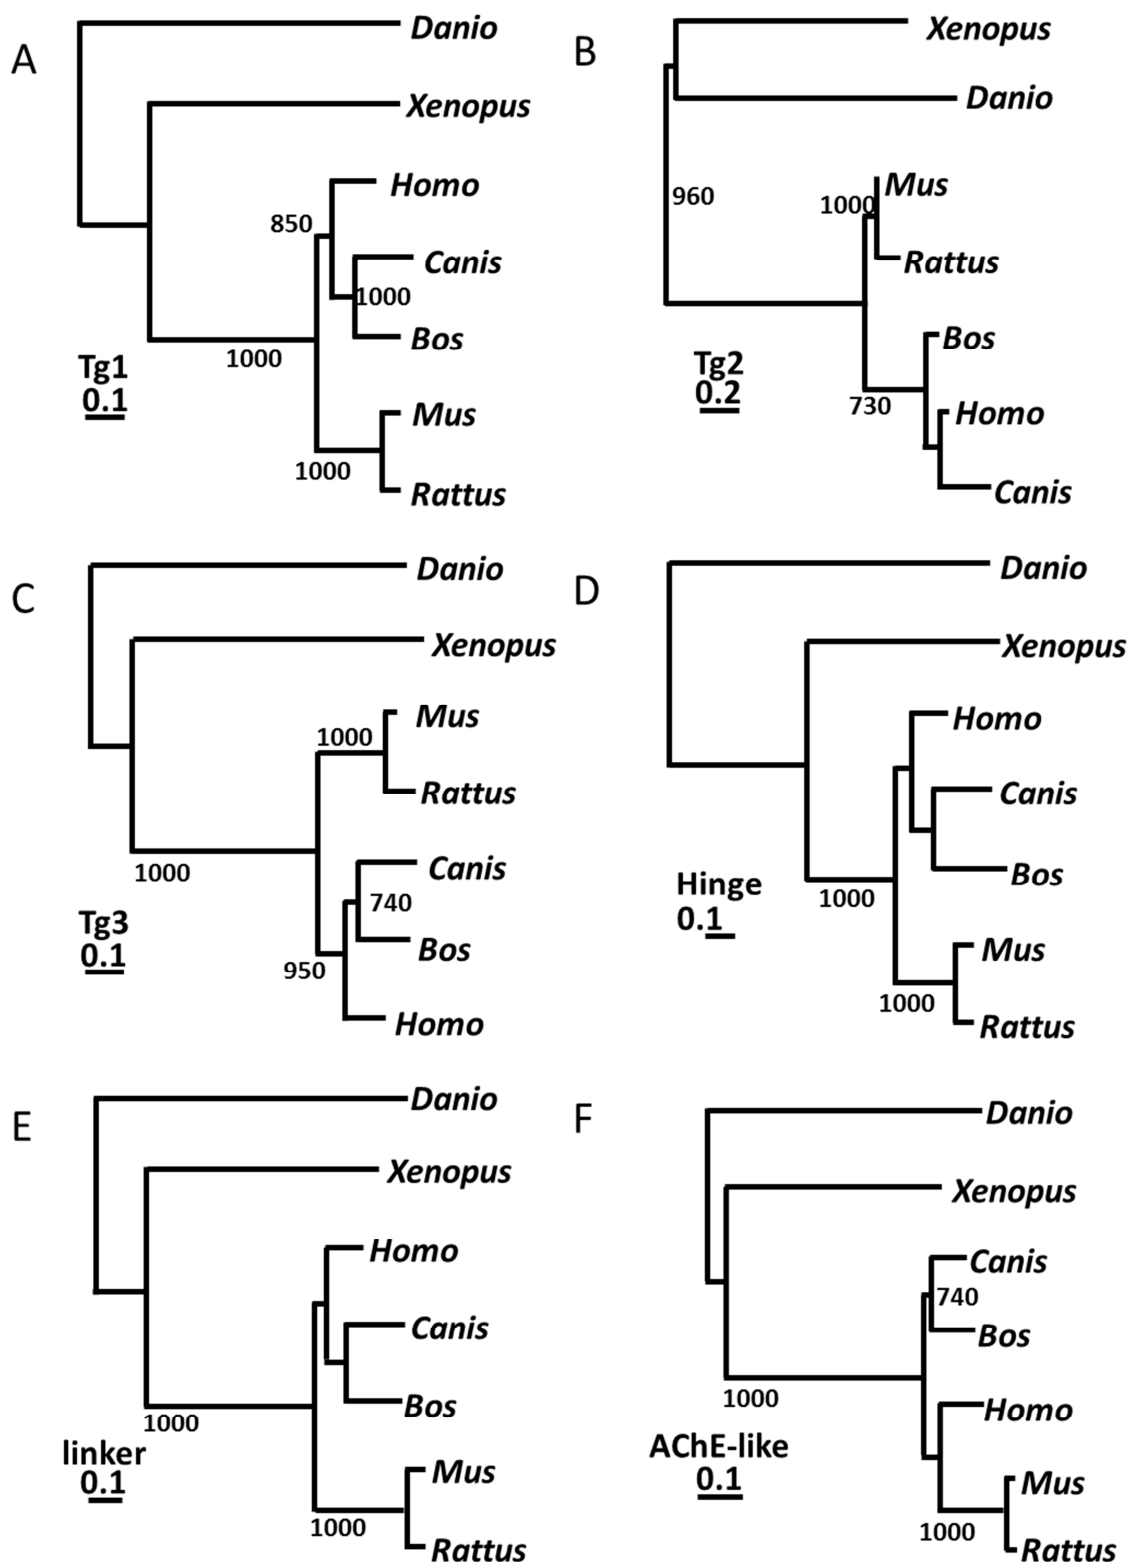 A
Danio
Xenopus
Homo
850
Canis
1000
Bos
1000
Tg1
0.1
Mus
1000
Rattus
B
Xenopus
Danio
960
Mus
1000
Rattus
Bos
Tg2
0.2
730
Homo
Canis
C
Danio
Xenopus
Mus
1000
Rattus
Canis
1000
740
Tg3
0.1
Bos
950
Homo
D
Danio
Xenopus
Homo
Canis
Bos
Hinge
0.1
1000
Mus
1000
Rattus
E
Danio
Xenopus
Homo
Canis
Bos
1000
linker
0.1
Mus
1000
Rattus
F
Danio
Xenopus
Canis
740
Bos
1000
Homo
AChE-like
0.1
Mus
1000
Rattus